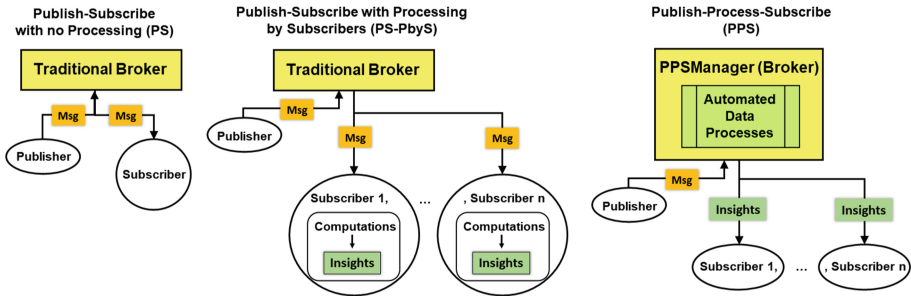 Publish-Subscribe
with no Processing (PS)
Traditional Broker
Msg
Msg
Publisher
Subscriber
Publish-Subscribe with Processing
by Subscribers (PS-PbyS)
Traditional Broker
Msg
Publisher
Msg
Msg
Subscriber 1,
...
, Subscriber n
Computations
Insights
Computations
Insights
Publish-Process-Subscribe
(PPS)
PPSManager (Broker)
Automated
Data
Processes
Msg
Publisher
Insights
Insights
Subscriber 1,
...
, Subscriber n